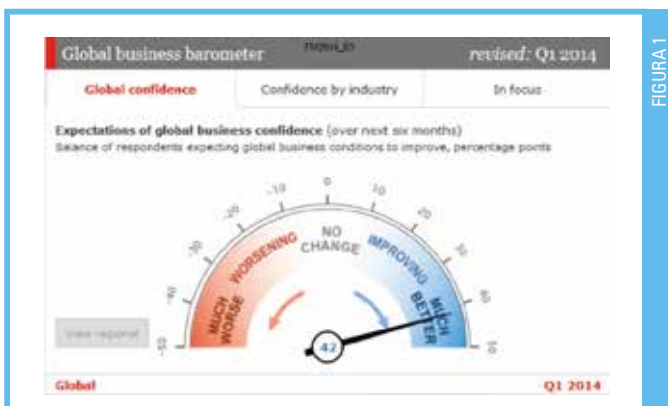 Global business barometer
revised: Q1 2014
Global confidence
Confidence by industry
In focus
Expectations of global business confidence (over next six months)
Balance of respondents expecting global business conditions to improve, percentage points
-50
-40
-30
-20
-10
0
10
20
30
40
50
MUCH WORSE
WORSENING
NO CHANGE
IMPROVING
MUCH BETTER
42
View regional
Global
Q1 2014
FIGURA 1